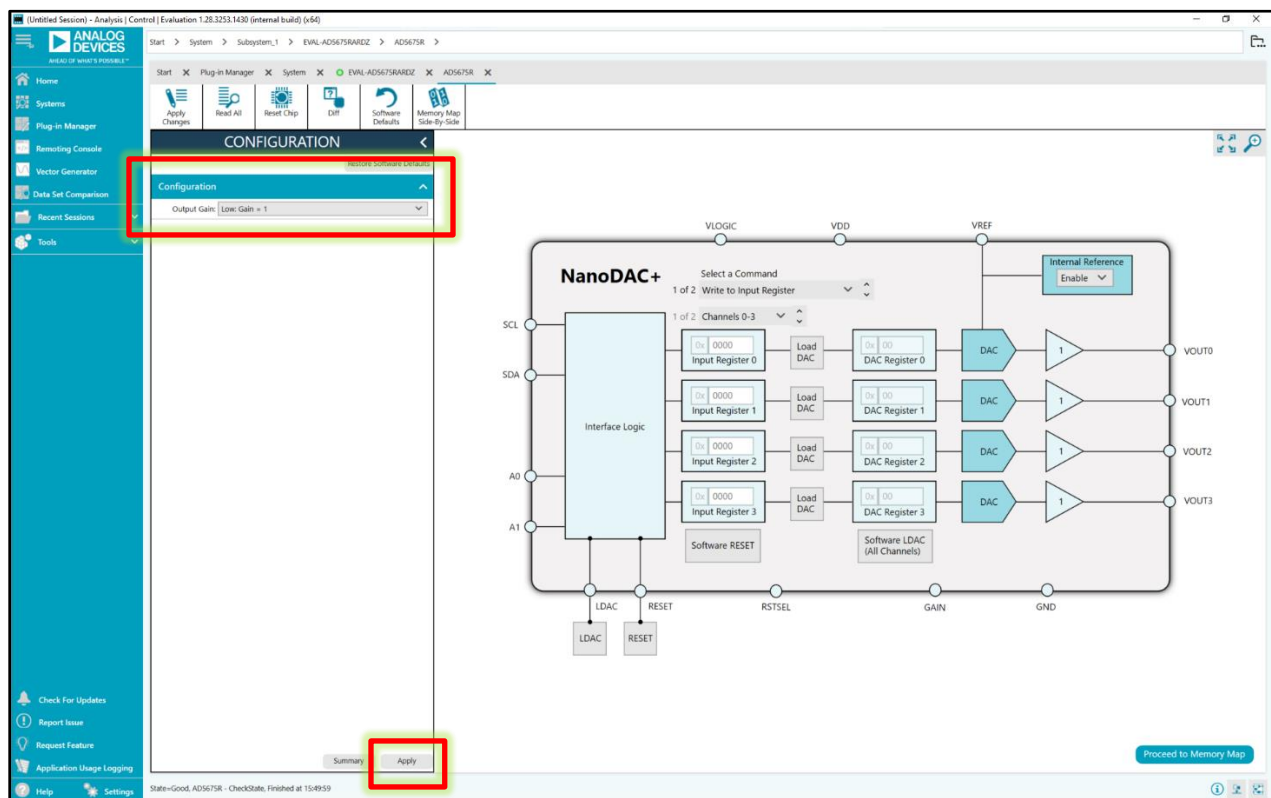 (Untitled Session) - Analysis | Control | Evaluation 1.28.3253.1430 (internal build) (x64)
ANALOG
DEVICES
AHEAD OF WHAT'S POSSIBLE™
Start > System > Subsystem_1 > EVAL-AD5675RARDZ > AD5675R >
Home
Systems
Plug-in Manager
Remoting Console
Vector Generator
Data Set Comparison
Recent Sessions
Tools
Start X Plug-in Manager X System X EVAL-AD5675RARDZ X AD5675R X
Apply
Changes
Read All
Reset Chip
Diff
Software
Defaults
Memory Map
Side-By-Side
CONFIGURATION
Restore Software Defaults
Configuration
Output Gain: Low: Gain = 1
VLOGIC
VDD
VREF
NanoDAC+
Select a Command
1 of 2 Write to Input Register
1 of 2 Channels 0-3
Internal Reference
Enable
SCL
SDA
A0
A1
Interface Logic
0x 0000
Input Register 0
Load
DAC
0x 00
DAC Register 0
DAC
1
VOUT0
0x 0000
Input Register 1
Load
DAC
0x 00
DAC Register 1
DAC
1
VOUT1
0x 0000
Input Register 2
Load
DAC
0x 00
DAC Register 2
DAC
1
VOUT2
0x 0000
Input Register 3
Load
DAC
0x 00
DAC Register 3
DAC
1
VOUT3
Software RESET
Software LDAC
(All Channels)
LDAC
RESET
RSTSEL
GAIN
GND
LDAC
RESET
Check For Updates
Report Issue
Request Feature
Application Usage Logging
Help
Settings
Summary
Apply
Proceed to Memory Map
State=Good, AD5675R - CheckState, Finished at 15:49:59